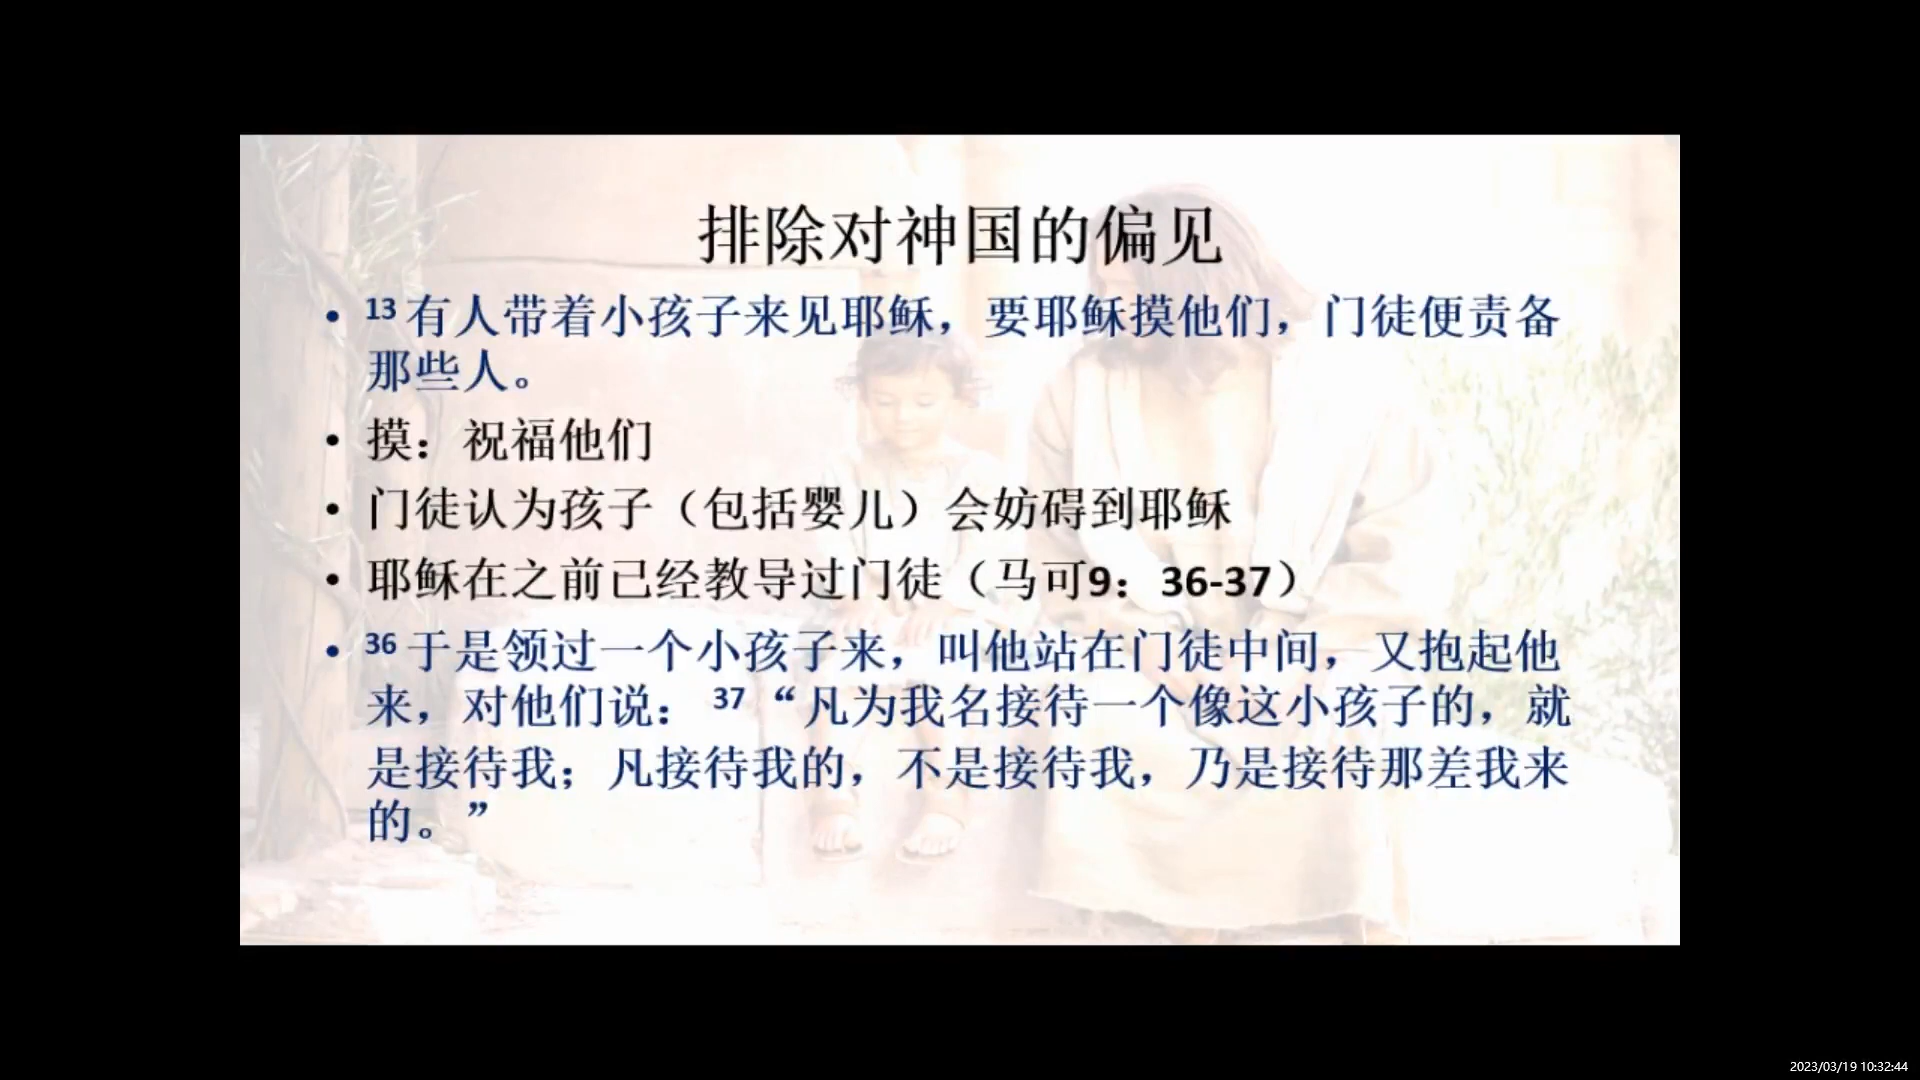 排除对神国的偏见
• 13 有人带着小孩子来见耶稣，要耶稣摸他们，门徒便责备
那些人。
• 摸：祝福他们
• 门徒认为孩子（包括婴儿）会妨碍到耶稣
• 耶稣在之前已经教导过门徒（马可9：36-37）
• 36 于是领过一个小孩子来，叫他站在门徒中间，又抱起他
来，对他们说： 37 “凡为我名接待一个像这小孩子的，就
是接待我；凡接待我的，不是接待我，乃是接待那差我来
的。”
2023/03/19 10:32:44